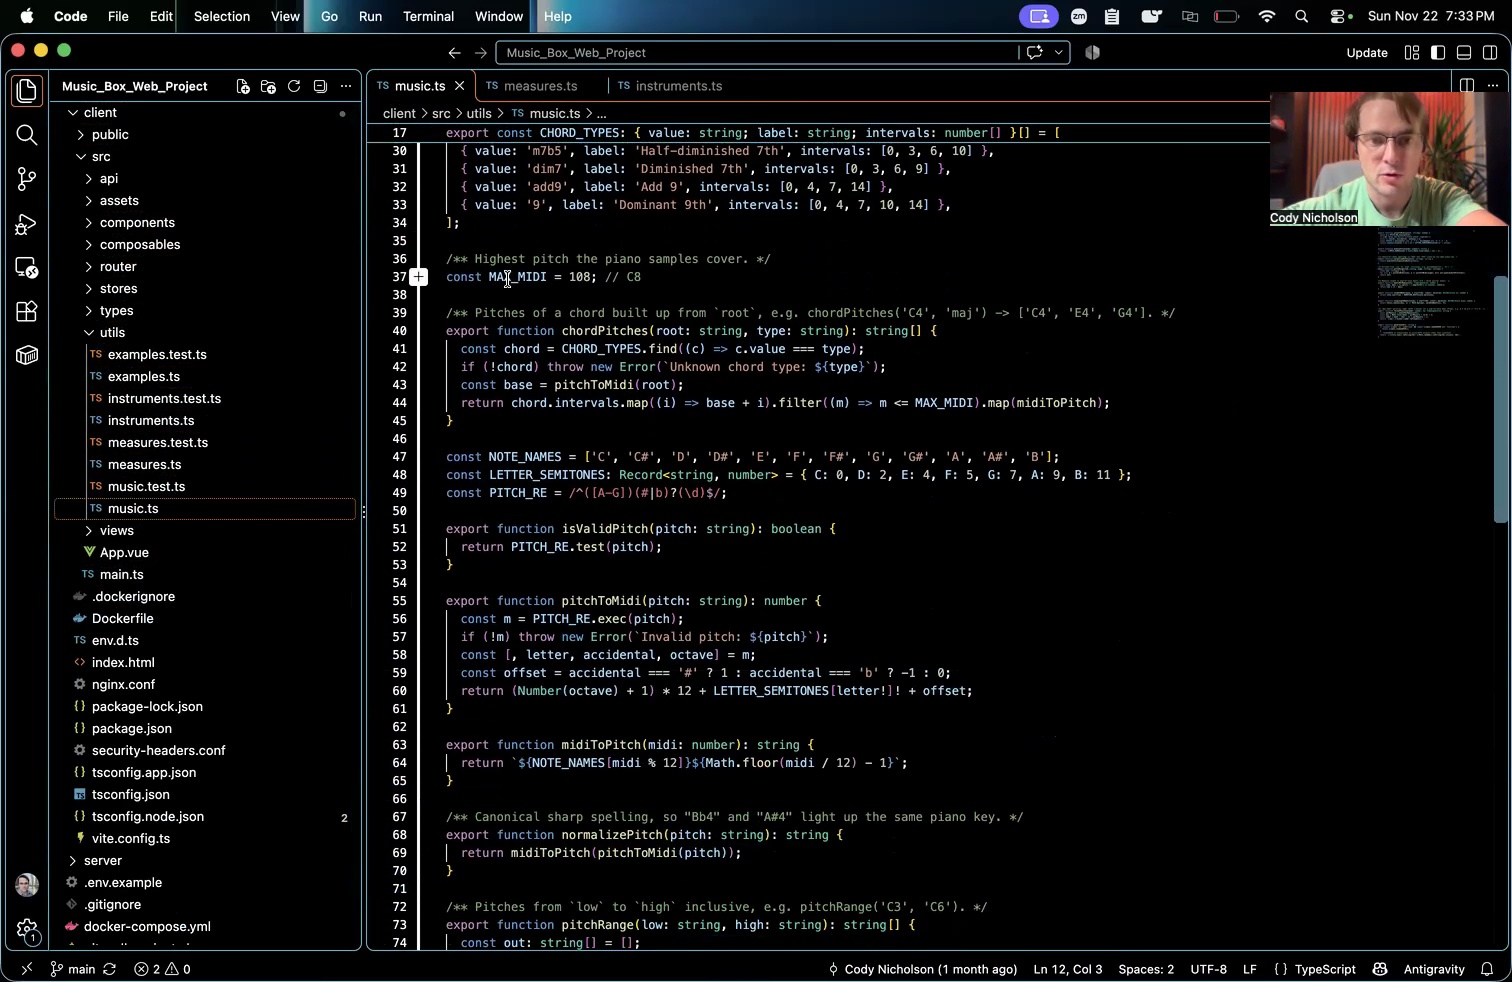 Code File Edit Selection View Go Run Terminal Window Help
zm
Sun Nov 22 7:33 PM
Music_Box_Web_Project
Update
Music_Box_Web_Project
TS music.ts
TS measures.ts
TS instruments.ts
client > src > utils > TS music.ts > ...
client
public
src
api
assets
components
composables
router
stores
types
utils
TS examples.test.ts
TS examples.ts
TS instruments.test.ts
TS instruments.ts
TS measures.test.ts
TS measures.ts
TS music.test.ts
TS music.ts
views
App.vue
TS main.ts
.dockerignore
Dockerfile
TS env.d.ts
index.html
nginx.conf
{} package-lock.json
{} package.json
security-headers.conf
{} tsconfig.app.json
TS tsconfig.json
{} tsconfig.node.json 2
vite.config.ts
server
.env.example
.gitignore
docker-compose.yml
17 export const CHORD_TYPES: { value: string; label: string; intervals: number[] }[] = [
30 { value: 'm7b5', label: 'Half-diminished 7th', intervals: [0, 3, 6, 10] },
31 { value: 'dim7', label: 'Diminished 7th', intervals: [0, 3, 6, 9] },
32 { value: 'add9', label: 'Add 9', intervals: [0, 4, 7, 14] },
33 { value: '9', label: 'Dominant 9th', intervals: [0, 4, 7, 10, 14] },
34 ];
35
36 /** Highest pitch the piano samples cover. */
37 const MAX_MIDI = 108; // C8
38
39 /** Pitches of a chord built up from `root`, e.g. chordPitches('C4', 'maj') -> ['C4', 'E4', 'G4']. */
40 export function chordPitches(root: string, type: string): string[] {
41 const chord = CHORD_TYPES.find((c) => c.value === type);
42 if (!chord) throw new Error(`Unknown chord type: ${type}`);
43 const base = pitchToMidi(root);
44 return chord.intervals.map((i) => base + i).filter((m) => m <= MAX_MIDI).map(midiToPitch);
45 }
46
47 const NOTE_NAMES = ['C', 'C#', 'D', 'D#', 'E', 'F', 'F#', 'G', 'G#', 'A', 'A#', 'B'];
48 const LETTER_SEMITONES: Record<string, number> = { C: 0, D: 2, E: 4, F: 5, G: 7, A: 9, B: 11 };
49 const PITCH_RE = /^([A-G])(#|b)?(\d)$/;
50
51 export function isValidPitch(pitch: string): boolean {
52 return PITCH_RE.test(pitch);
53 }
54
55 export function pitchToMidi(pitch: string): number {
56 const m = PITCH_RE.exec(pitch);
57 if (!m) throw new Error(`Invalid pitch: ${pitch}`);
58 const [, letter, accidental, octave] = m;
59 const offset = accidental === '#' ? 1 : accidental === 'b' ? -1 : 0;
60 return (Number(octave) + 1) * 12 + LETTER_SEMITONES[letter!]! + offset;
61 }
62
63 export function midiToPitch(midi: number): string {
64 return `${NOTE_NAMES[midi % 12]}${Math.floor(midi / 12) - 1}`;
65 }
66
67 /** Canonical sharp spelling, so "Bb4" and "A#4" light up the same piano key. */
68 export function normalizePitch(pitch: string): string {
69 return midiToPitch(pitchToMidi(pitch));
70 }
71
72 /** Pitches from `low` to `high` inclusive, e.g. pitchRange('C3', 'C6'). */
73 export function pitchRange(low: string, high: string): string[] {
74 const out: string[] = [];
Cody Nicholson
1
main
2 0
Cody Nicholson (1 month ago)
Ln 12, Col 3
Spaces: 2
UTF-8
LF
{} TypeScript
Antigravity